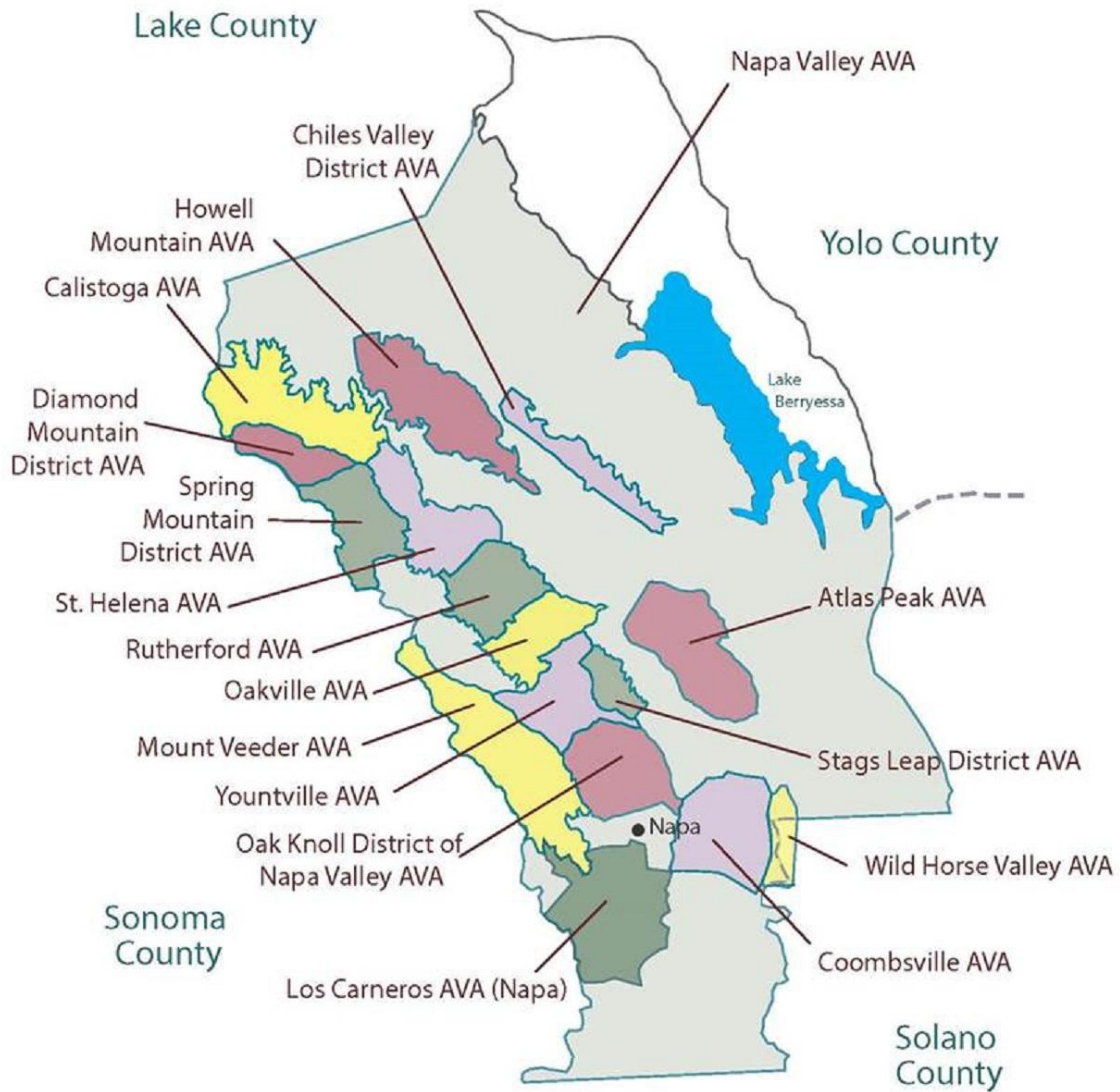 Lake County
Napa Valley AVA
Chiles Valley
District AVA
Howell
Mountain AVA
Yolo County
Calistoga AVA
Lake
Berryessa
Diamond
Mountain
District AVA
Spring
Mountain
District AVA
St. Helena AVA
Atlas Peak AVA
Rutherford AVA
Oakville AVA
Mount Veeder AVA
Stags Leap District AVA
Yountville AVA
Napa
Oak Knoll District of
Napa Valley AVA
Wild Horse Valley AVA
Sonoma
County
Coombsville AVA
Los Carneros AVA (Napa)
Solano
County